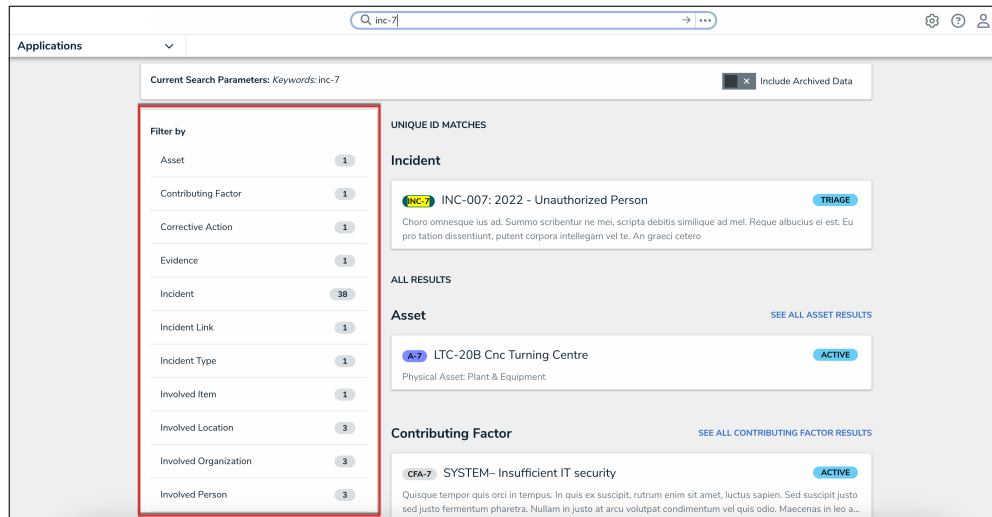 inc-7
Applications
Current Search Parameters: Keywords: inc-7
Include Archived Data
Filter by
Asset 1
Contributing Factor 1
Corrective Action 1
Evidence 1
Incident 38
Incident Link 1
Incident Type 1
Involved Item 1
Involved Location 3
Involved Organization 3
Involved Person 3
UNIQUE ID MATCHES
Incident
INC-7 INC-007: 2022 - Unauthorized Person TRIAGE
Choro omnesque ius ad. Summo scribentur ne mei, scripta debitis similique ad mel. Reque albucius ei est. Eu
pro tation dissentiunt, putent corpora intellegam vel te. An graeci cetero
ALL RESULTS
Asset SEE ALL ASSET RESULTS
A-7 LTC-20B Cnc Turning Centre ACTIVE
Physical Asset: Plant & Equipment
Contributing Factor SEE ALL CONTRIBUTING FACTOR RESULTS
CFA-7 SYSTEM– Insufficient IT security ACTIVE
Quisque tempor quis orci in tempus. In quis ex suscipit, rutrum enim sit amet, luctus sapien. Sed suscipit justo
sed justo fermentum pharetra. Nullam in justo at arcu volutpat condimentum vel quis odio. Maecenas in leo a...